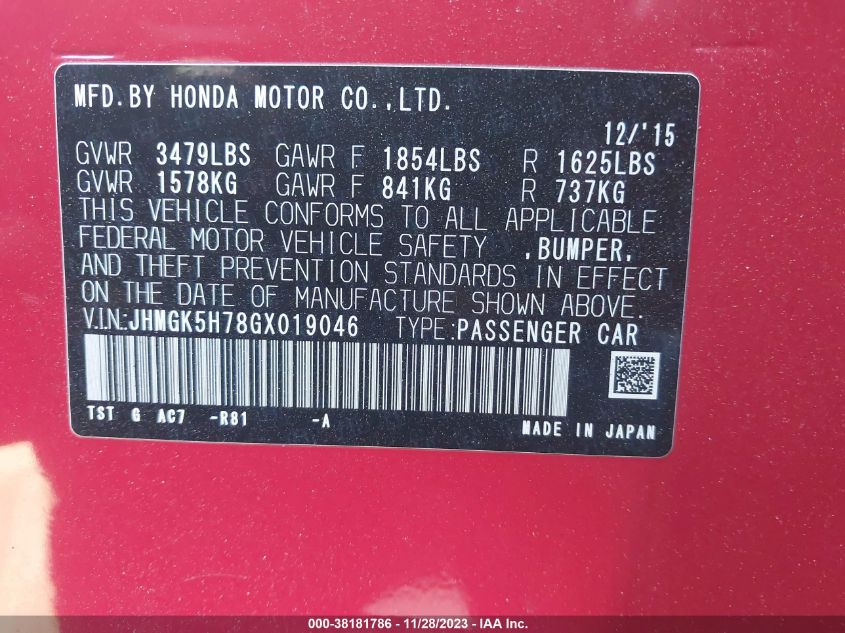 MFD.BY HONDA MOTOR CO.,LTD.
12/'15
GVWR 3479LBS GAWR F 1854LBS R 1625LBS
GVWR 1578KG GAWR F 841KG R 737KG
THIS VEHICLE CONFORMS TO ALL APPLICABLE
FEDERAL MOTOR VEHICLE SAFETY ,BUMPER,
AND THEFT PREVENTION STANDARDS IN EFFECT
ON THE DATE OF MANUFACTURE SHOWN ABOVE.
V.I.N:JHMGK5H78GX019046 TYPE:PASSENGER CAR
TST G AC7 -R81 -A MADE IN JAPAN
000-38181786 - 11/28/2023 - IAA Inc.